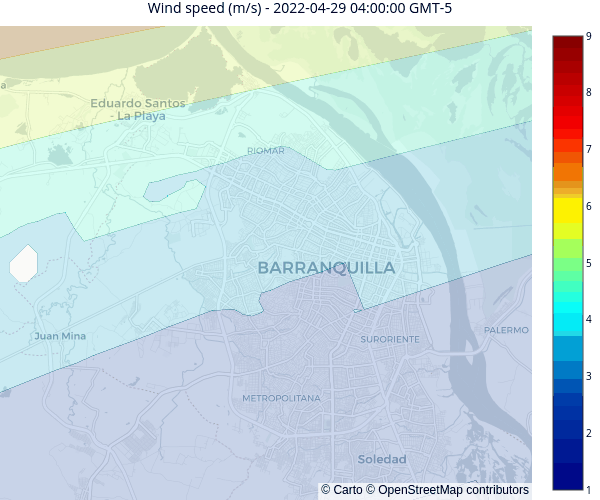 Wind speed (m/s) - 2022-04-29 04:00:00 GMT-5
a
Eduardo Santos
- La Playa
RIOMAR
BARRANQUILLA
Juan Mina
SURORIENTE
PALERMO
METROPOLITANA
Soledad
© Carto © OpenStreetMap contributors
9
8
7
6
5
4
3
2
1